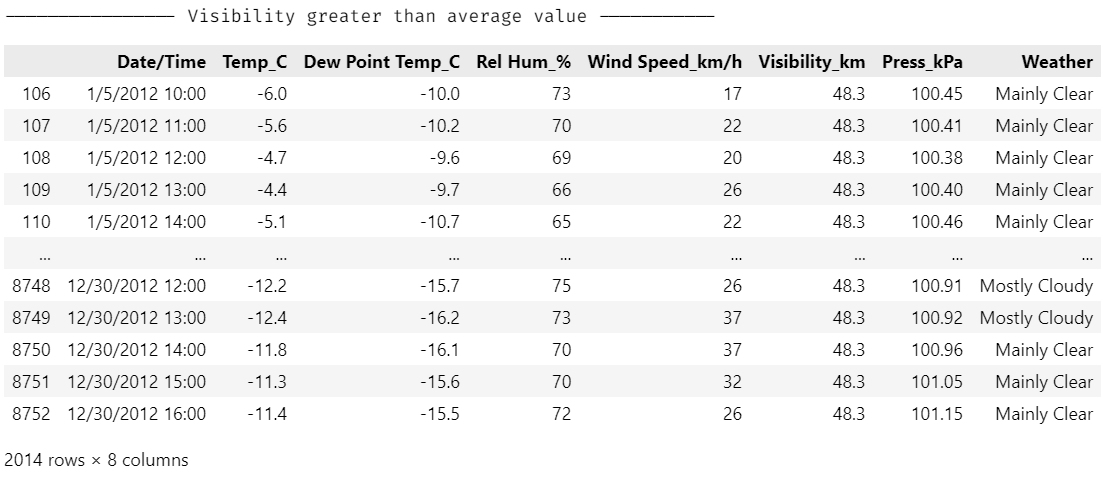 ———————————————— Visibility greater than average value ———————————
Date/Time Temp_C Dew Point Temp_C Rel Hum_% Wind Speed_km/h Visibility_km Press_kPa Weather
106 1/5/2012 10:00 -6.0 -10.0 73 17 48.3 100.45 Mainly Clear
107 1/5/2012 11:00 -5.6 -10.2 70 22 48.3 100.41 Mainly Clear
108 1/5/2012 12:00 -4.7 -9.6 69 20 48.3 100.38 Mainly Clear
109 1/5/2012 13:00 -4.4 -9.7 66 26 48.3 100.40 Mainly Clear
110 1/5/2012 14:00 -5.1 -10.7 65 22 48.3 100.46 Mainly Clear
... ... ... ... ... ... ... ... ...
8748 12/30/2012 12:00 -12.2 -15.7 75 26 48.3 100.91 Mostly Cloudy
8749 12/30/2012 13:00 -12.4 -16.2 73 37 48.3 100.92 Mostly Cloudy
8750 12/30/2012 14:00 -11.8 -16.1 70 37 48.3 100.96 Mainly Clear
8751 12/30/2012 15:00 -11.3 -15.6 70 32 48.3 101.05 Mainly Clear
8752 12/30/2012 16:00 -11.4 -15.5 72 26 48.3 101.15 Mainly Clear
2014 rows × 8 columns